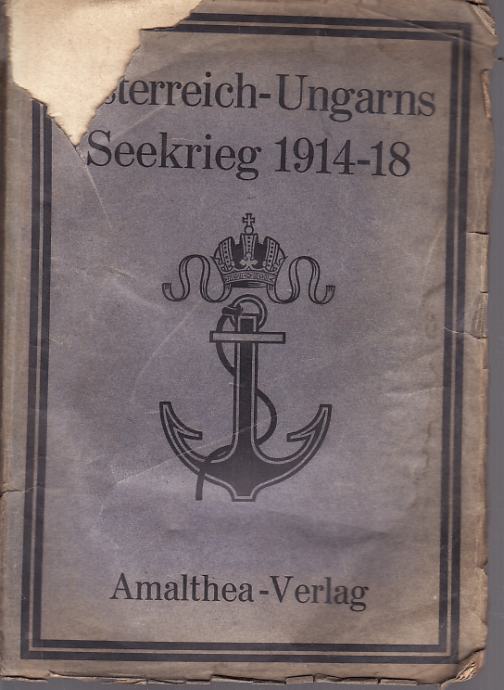 sterreich-Ungarns
Seekrieg 1914-18
Amalthea-Verlag